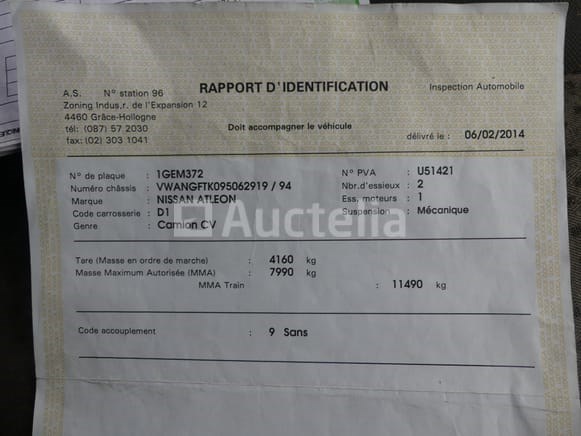 A.S. N° station 96
RAPPORT D'IDENTIFICATION
Inspection Automobile
Zoning Indus.r. de l'Expansion 12
4460 Grâce-Hollogne
tél: (087) 57 2030
fax: (02) 303 1041
Doit accompagner le véhicule
délivré le : 06/02/2014
N° de plaque : 1GEM372
N° PVA : U51421
Numéro châssis : VWANGFTK095062919 / 94
Nbr.d'essieux : 2
Marque : NISSAN ATLEON
Ess. moteurs : 1
Code carrosserie : D1
Suspension : Mécanique
Genre : Camion CV
Auctelia
Tare (Masse en ordre de marche) : 4160 kg
Masse Maximum Autorisée (MMA) : 7990 kg
MMA Train : 11490 kg
Code accouplement : 9 Sans